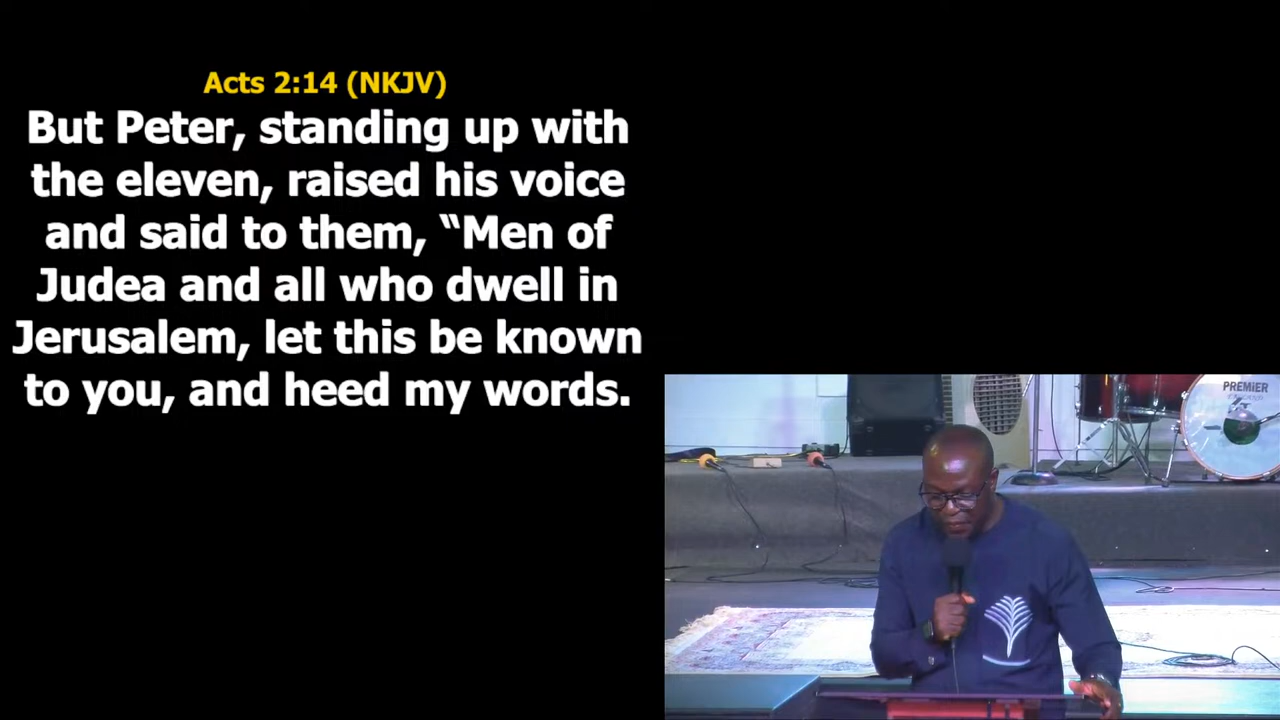 Acts 2:14 (NKJV)
But Peter, standing up with
the eleven, raised his voice
and said to them, “Men of
Judea and all who dwell in
Jerusalem, let this be known
to you, and heed my words.
PREMIER